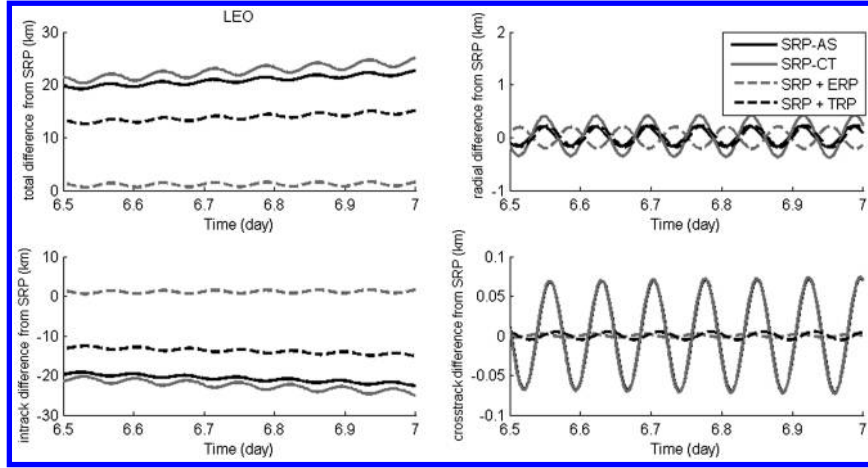 LEO
total difference from SRP (km)
30
20
10
0
6.5 6.6 6.7 6.8 6.9 7
Time (day)
radial difference from SRP (km)
2
1
0
-1
SRP-AS
SRP-CT
SRP + ERP
SRP + TRP
6.5 6.6 6.7 6.8 6.9 7
Time (day)
intrack difference from SRP (km)
10
0
-10
-20
-30
6.5 6.6 6.7 6.8 6.9 7
Time (day)
crosstrack difference from SRP (km)
0.1
0.05
0
-0.05
-0.1
6.5 6.6 6.7 6.8 6.9 7
Time (day)